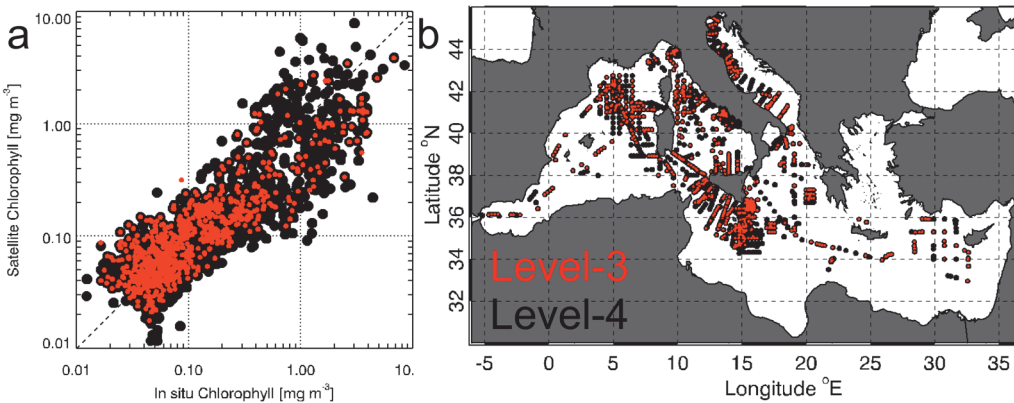 a
10.00
1.00
0.10
0.01
Satellite Chlorophyll [mg m⁻³]
0.01 0.10 1.00 10.
In situ Chlorophyll [mg m⁻³]
b
44
42
40
38
36
34
32
Latitude °N
Level-3
Level-4
-5 0 5 10 15 20 25 30 35
Longitude °E